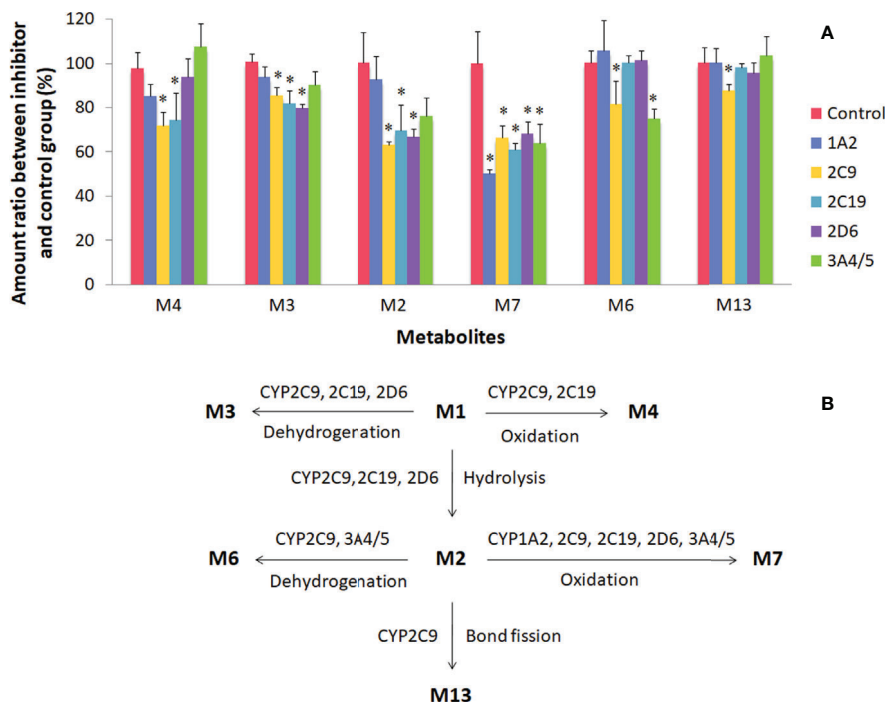 120
100
80
60
40
20
0
Amount ratio between inhibitor
and control group (%)
* *
* * *
* * * 
* * * * *
* *
*
M4 M3 M2 M7 M6 M13
Metabolites
A
Control
1A2
2C9
2C19
2D6
3A4/5
B
CYP2C9, 2C19, 2D6 CYP2C9, 2C19
M3 M1 M4
Dehydrogeration Oxidation
CYP2C9,2C19, 2D6 Hydrolysis
CYP2C9, 3A4/5 CYP1A2, 2C9, 2C19, 2D6, 3A4/5
M6 M2 M7
Dehydrogenation Oxidation
CYP2C9 Bond fission
M13